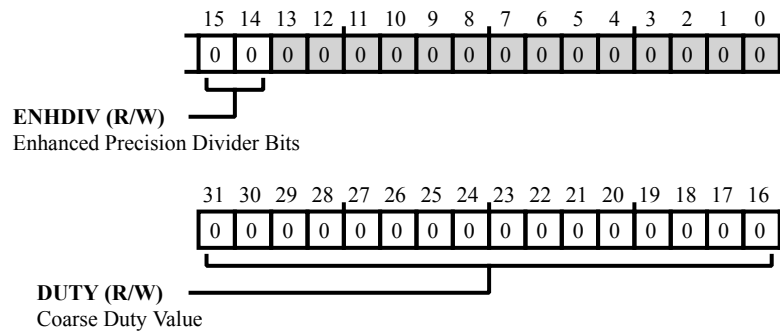 15 14 13 12 11 10 9 8 7 6 5 4 3 2 1 0
0 0 0 0 0 0 0 0 0 0 0 0 0 0 0 0
ENHDIV (R/W)
Enhanced Precision Divider Bits
31 30 29 28 27 26 25 24 23 22 21 20 19 18 17 16
0 0 0 0 0 0 0 0 0 0 0 0 0 0 0 0
DUTY (R/W)
Coarse Duty Value